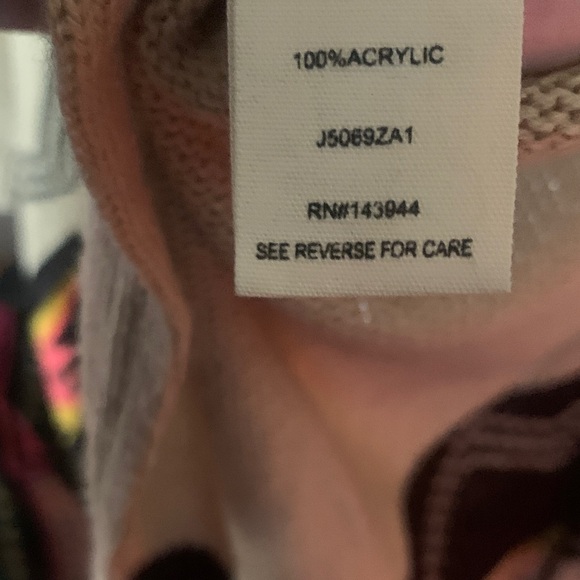 100%ACRYLIC
J5069ZA1
RN#143944
SEE REVERSE FOR CARE